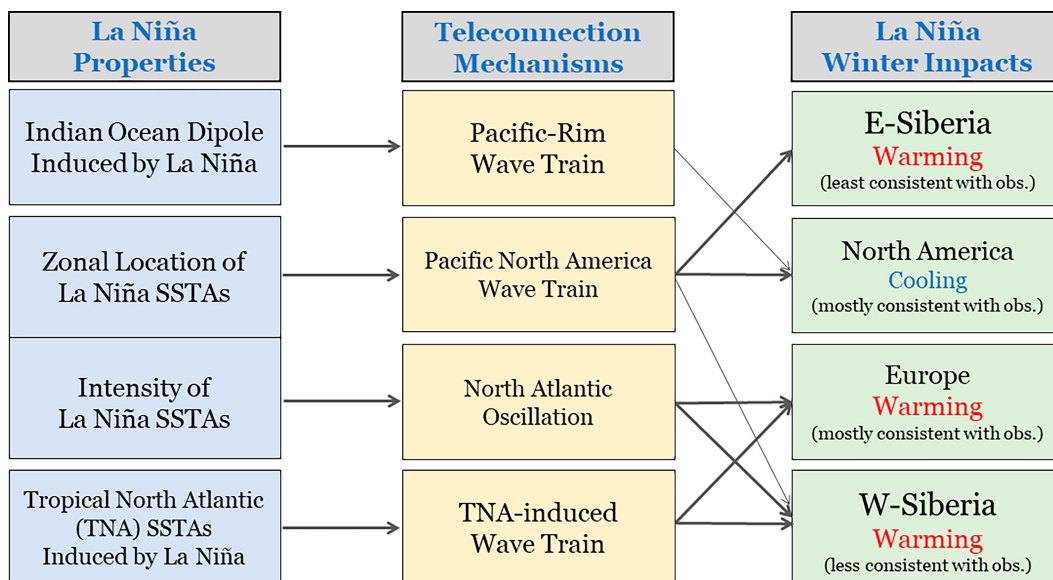 La Niña
Properties
Teleconnection
Mechanisms
La Niña
Winter Impacts
Indian Ocean Dipole
Induced by La Niña
Pacific-Rim
Wave Train
E-Siberia
Warming
(least consistent with obs.)
Zonal Location of
La Niña SSTAs
Pacific North America
Wave Train
North America
Cooling
(mostly consistent with obs.)
Intensity of
La Niña SSTAs
North Atlantic
Oscillation
Europe
Warming
(mostly consistent with obs.)
Tropical North Atlantic
(TNA) SSTAs
Induced by La Niña
TNA-induced
Wave Train
W-Siberia
Warming
(less consistent with obs.)